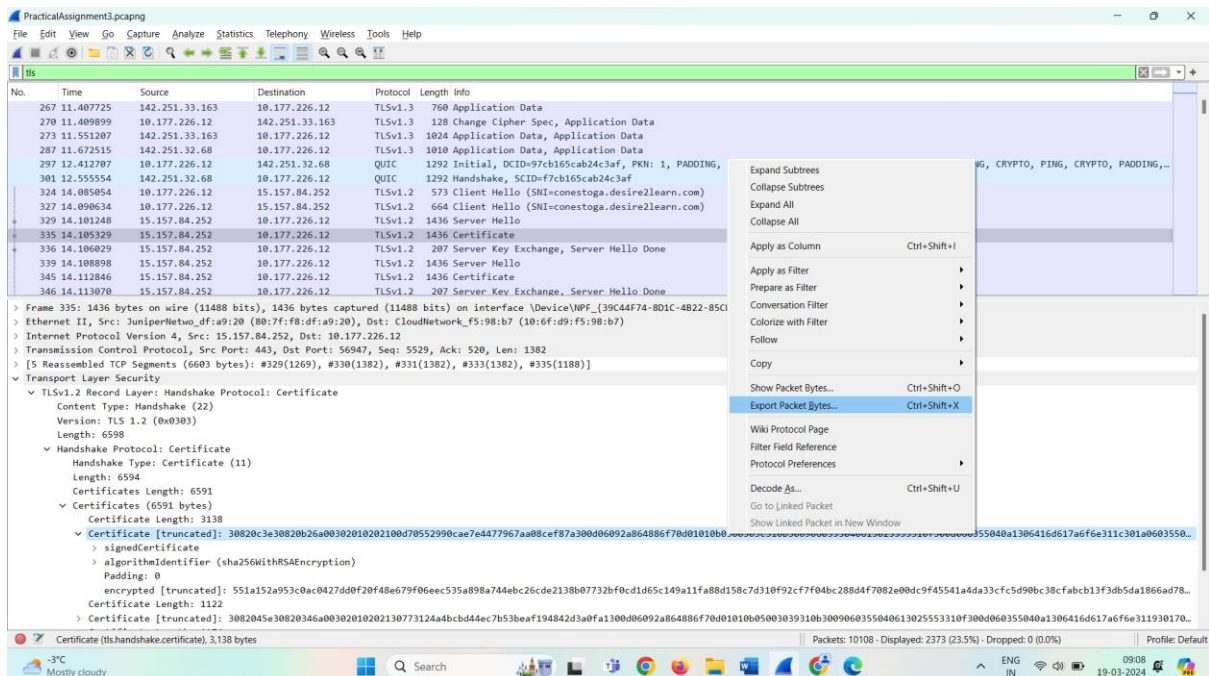 PracticalAssignment3.pcapng
File Edit View Go Capture Analyze Statistics Telephony Wireless Tools Help
tls
No. Time Source Destination Protocol Length Info
267 11.407725 142.251.33.163 10.177.226.12 TLSv1.3 760 Application Data
270 11.409899 10.177.226.12 142.251.33.163 TLSv1.3 128 Change Cipher Spec, Application Data
273 11.551207 142.251.33.163 10.177.226.12 TLSv1.3 1024 Application Data, Application Data
287 11.672515 142.251.32.68 10.177.226.12 TLSv1.3 1010 Application Data, Application Data
297 12.412707 10.177.226.12 142.251.32.68 QUIC 1292 Initial, DCID=97cb165cab24c3af, PKN: 1, PADDING, CRYPTO, PING, CRYPTO, PADDING,…
301 12.555554 142.251.32.68 10.177.226.12 QUIC 1292 Handshake, SCID=f7cb165cab24c3af
324 14.085054 10.177.226.12 15.157.84.252 TLSv1.2 573 Client Hello (SNI=conestoga.desire2learn.com)
327 14.090634 10.177.226.12 15.157.84.252 TLSv1.2 664 Client Hello (SNI=conestoga.desire2learn.com)
329 14.101248 15.157.84.252 10.177.226.12 TLSv1.2 1436 Server Hello
335 14.105329 15.157.84.252 10.177.226.12 TLSv1.2 1436 Certificate
336 14.106029 15.157.84.252 10.177.226.12 TLSv1.2 207 Server Key Exchange, Server Hello Done
339 14.108898 15.157.84.252 10.177.226.12 TLSv1.2 1436 Server Hello
345 14.112846 15.157.84.252 10.177.226.12 TLSv1.2 1436 Certificate
346 14.113070 15.157.84.252 10.177.226.12 TLSv1.2 207 Server Key Exchange, Server Hello Done
Expand Subtrees
Collapse Subtrees
Expand All
Collapse All
Apply as Column Ctrl+Shift+I
Apply as Filter
Prepare as Filter
Conversation Filter
Colorize with Filter
Follow
Copy
Show Packet Bytes... Ctrl+Shift+O
Export Packet Bytes... Ctrl+Shift+X
Wiki Protocol Page
Filter Field Reference
Protocol Preferences
Decode As... Ctrl+Shift+U
Go to Linked Packet
Show Linked Packet in New Window
Frame 335: 1436 bytes on wire (11488 bits), 1436 bytes captured (11488 bits) on interface \Device\NPF_{39C44F74-8D1C-4B22-85C
Ethernet II, Src: JuniperNetwo_df:a9:20 (80:7f:f8:df:a9:20), Dst: CloudNetwork_f5:98:b7 (10:6f:d9:f5:98:b7)
Internet Protocol Version 4, Src: 15.157.84.252, Dst: 10.177.226.12
Transmission Control Protocol, Src Port: 443, Dst Port: 56947, Seq: 5529, Ack: 520, Len: 1382
[5 Reassembled TCP Segments (6603 bytes): #329(1269), #330(1382), #331(1382), #333(1382), #335(1188)]
Transport Layer Security
TLSv1.2 Record Layer: Handshake Protocol: Certificate
Content Type: Handshake (22)
Version: TLS 1.2 (0x0303)
Length: 6598
Handshake Protocol: Certificate
Handshake Type: Certificate (11)
Length: 6594
Certificates Length: 6591
Certificates (6591 bytes)
Certificate Length: 3138
Certificate [truncated]:
signedCertificate
algorithmIdentifier (sha256WithRSAEncryption)
Padding: 0
encrypted [truncated]:
Certificate Length: 1122
Certificate [truncated]:
Certificate (tls.handshake.certificate), 3,138 bytes
Packets: 10108 · Displayed: 2373 (23.5%) · Dropped: 0 (0.0%) Profile: Default
-3°C
Mostly cloudy
Search
ENG
IN
09:08
19-03-2024